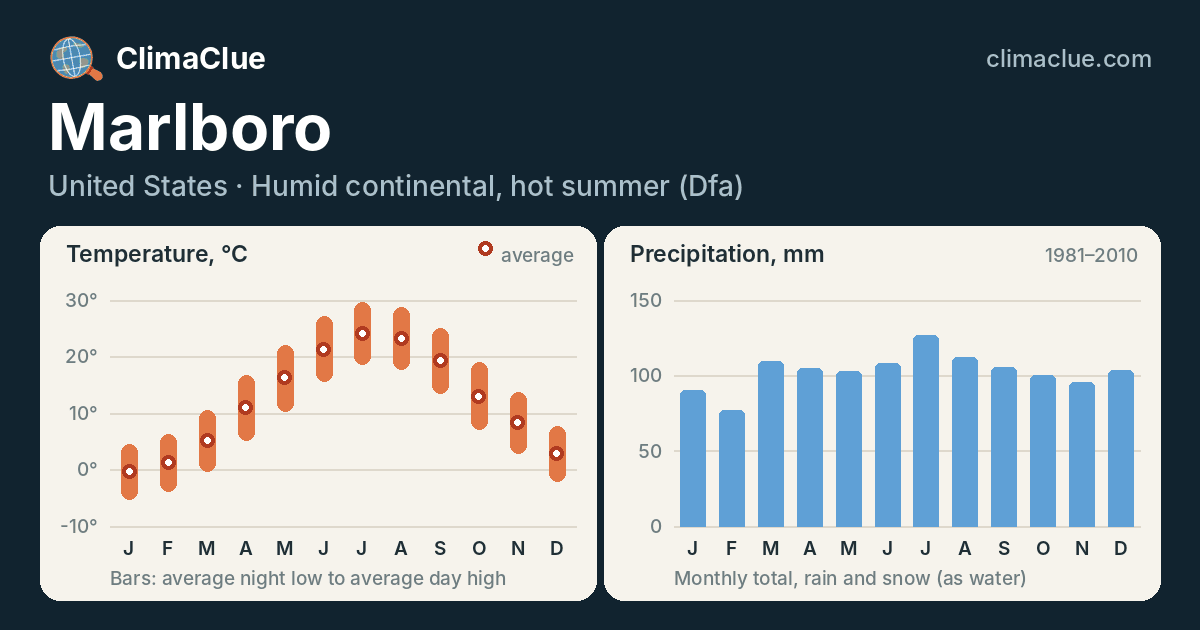 ClimaClue
climaclue.com
Marlboro
United States · Humid continental, hot summer (Dfa)
Temperature, °C
average
30°
20°
10°
0°
-10°
J F M A M J J A S O N D
Bars: average night low to average day high
Precipitation, mm
1981–2010
150
100
50
0
J F M A M J J A S O N D
Monthly total, rain and snow (as water)